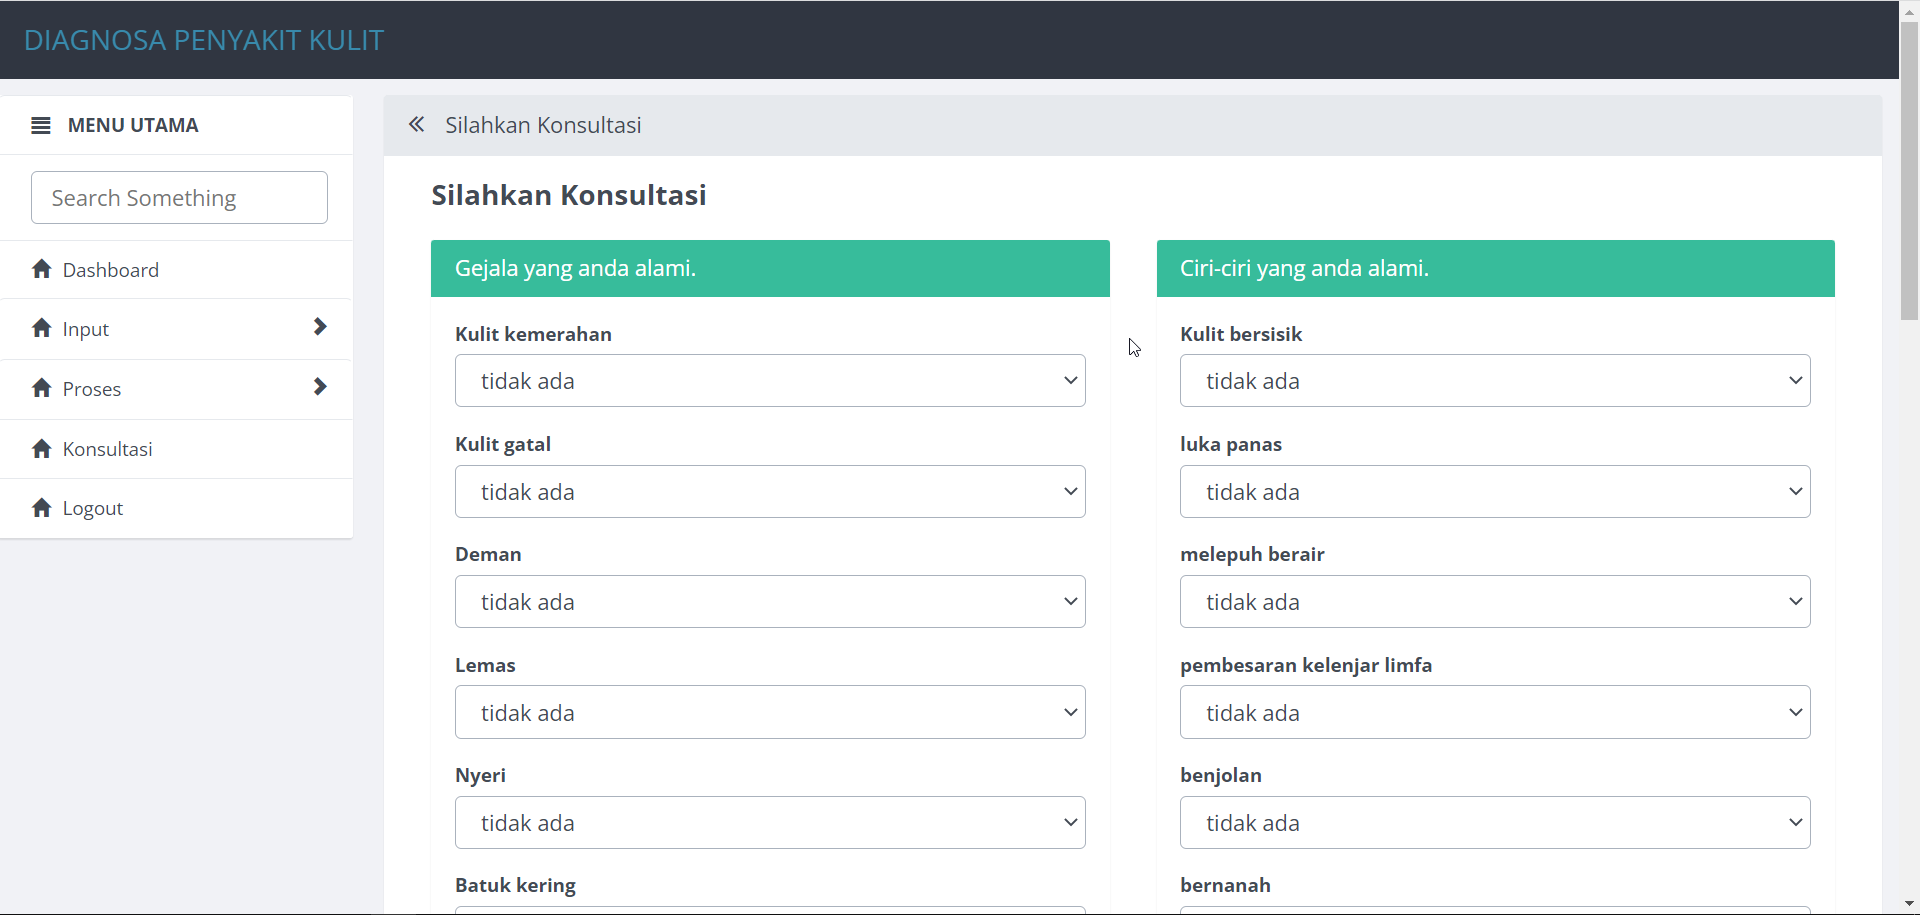 DIAGNOSA PENYAKIT KULIT
MENU UTAMA
Search Something
Dashboard
Input
Proses
Konsultasi
Logout
Silahkan Konsultasi
Silahkan Konsultasi
Gejala yang anda alami.
Kulit kemerahan
tidak ada
Kulit gatal
tidak ada
Deman
tidak ada
Lemas
tidak ada
Nyeri
tidak ada
Batuk kering
Ciri-ciri yang anda alami.
Kulit bersisik
tidak ada
luka panas
tidak ada
melepuh berair
tidak ada
pembesaran kelenjar limfa
tidak ada
benjolan
tidak ada
bernanah